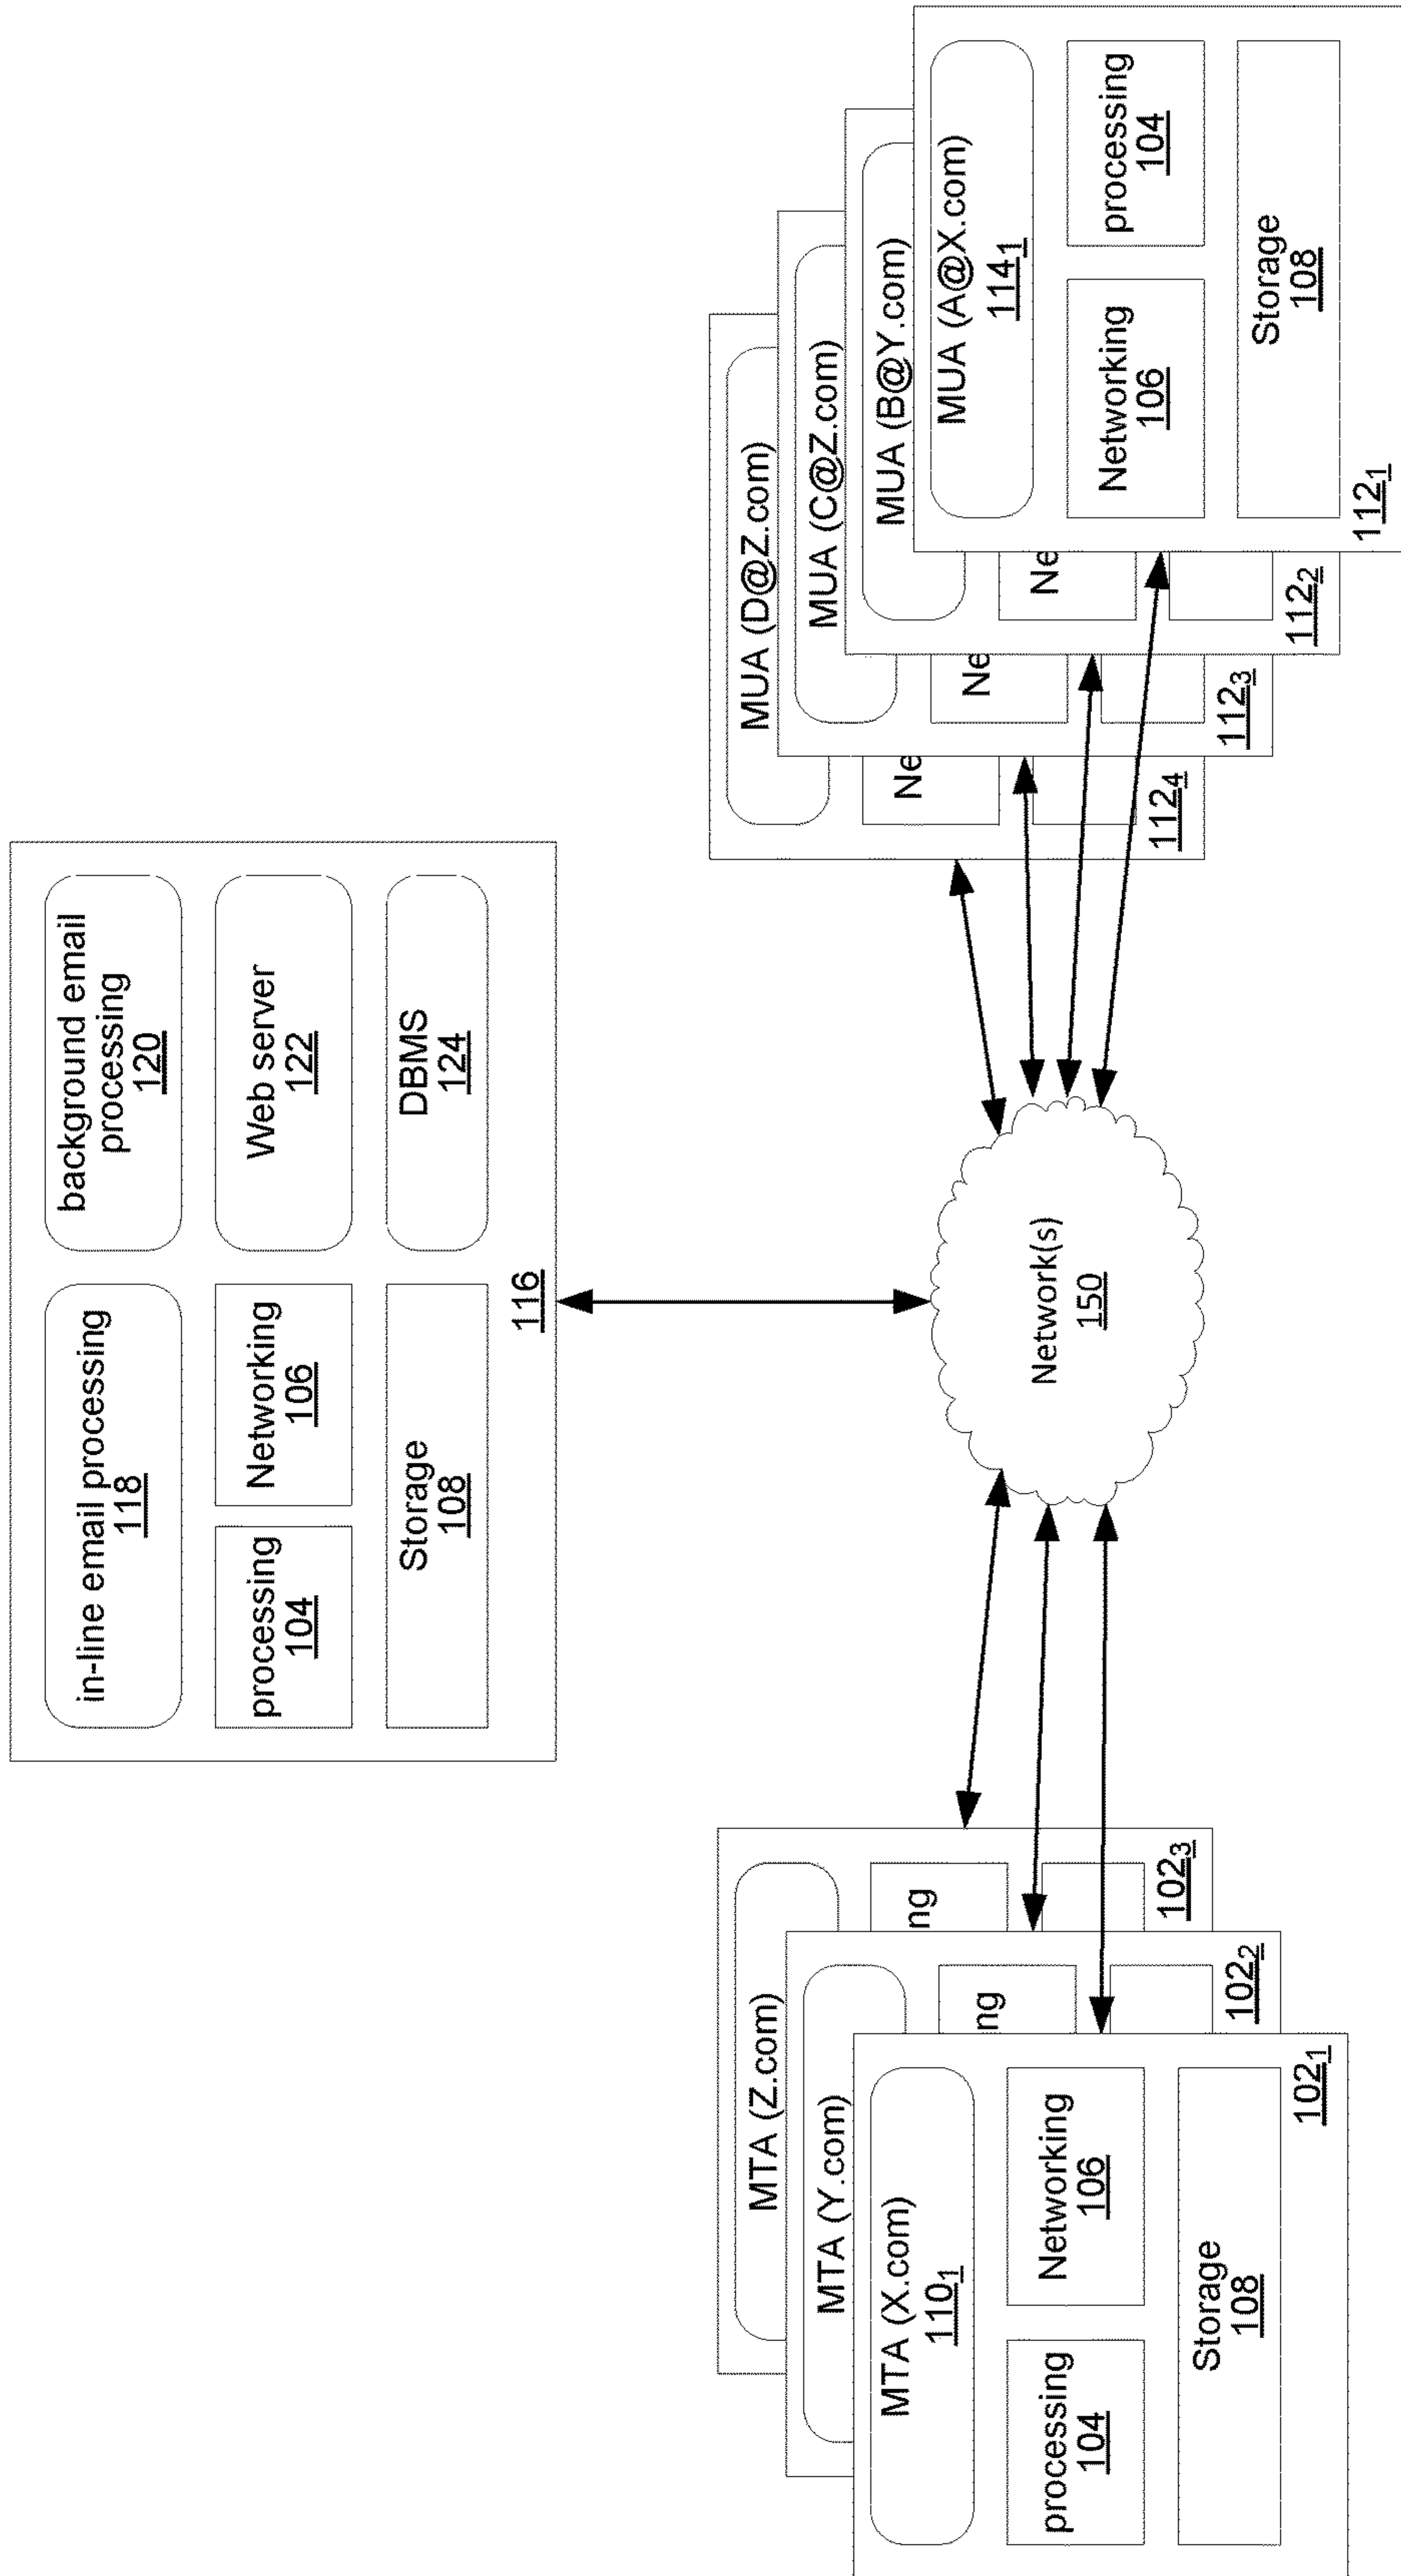 in-line email processing
118
background email
processing
120
processing
104
Networking
106
Web server
122
Storage
108
DBMS
124
116
MTA (Z.com)
ng
102₃
MTA (Y.com)
ng
102₂
MTA (X.com)
110₁
processing
104
Networking
106
Storage
108
102₁
Network(s)
150
MUA (D@Z.com)
Ne
112₄
MUA (C@Z.com)
Ne
112₃
MUA (B@Y.com)
Ne
112₂
MUA (A@X.com)
114₁
Networking
106
processing
104
Storage
108
112₁